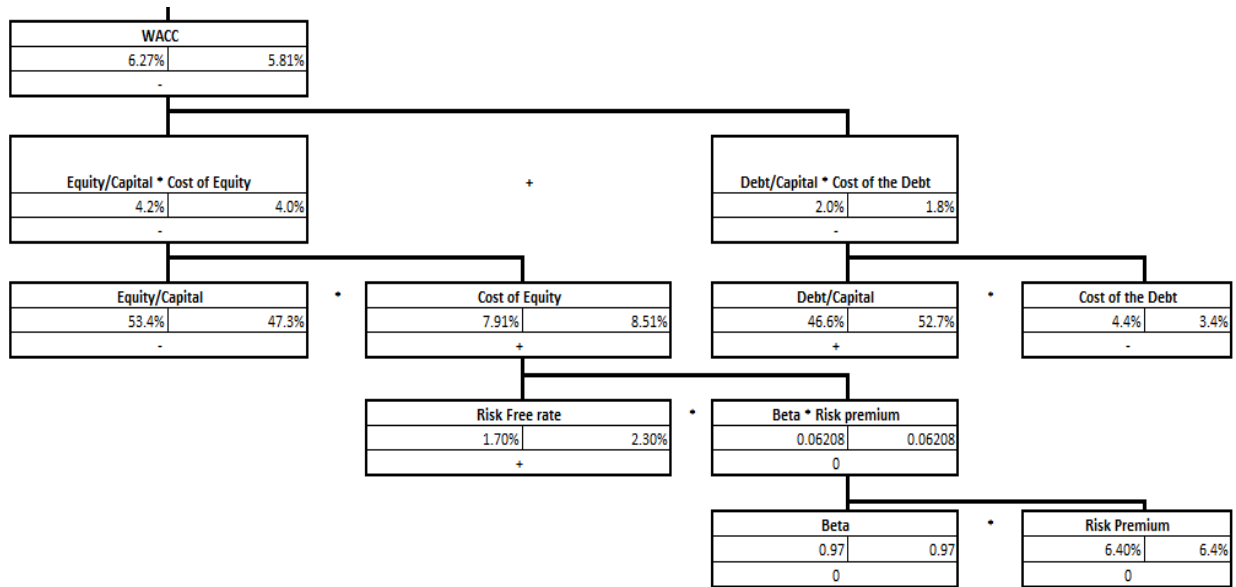 WACC
6.27% 5.81%
-
Equity/Capital * Cost of Equity + Debt/Capital * Cost of the Debt
4.2% 4.0% 2.0% 1.8%
- -
Equity/Capital * Cost of Equity Debt/Capital * Cost of the Debt
53.4% 47.3% 7.91% 8.51% 46.6% 52.7% 4.4% 3.4%
- + + -
Risk Free rate * Beta * Risk premium
1.70% 2.30% 0.06208 0.06208
+ 0
Beta * Risk Premium
0.97 0.97 6.40% 6.4%
0 0